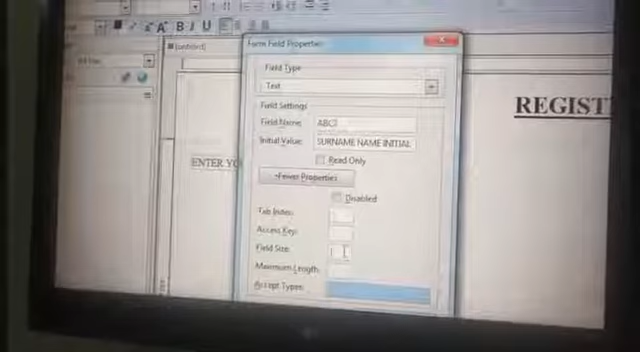 B I U
[untitled]
Form Field Properties
Field Type
Text
REGIST
Field Settings
Field Name:
Initial Value: SURNAME NAME INITIAL
ENTER YO
Read Only
Fewer Properties
Disabled
Tab Index:
Access Key:
Field Size:
Maximum Length:
Accept Types: